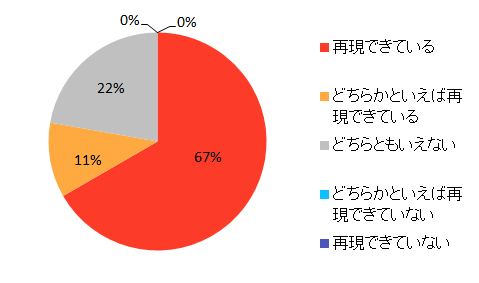 0%
0%
22%
11%
67%
再現できている
どちらかといえば再
現できている
どちらともいえない
どちらかといえば再
現できていない
再現できていない